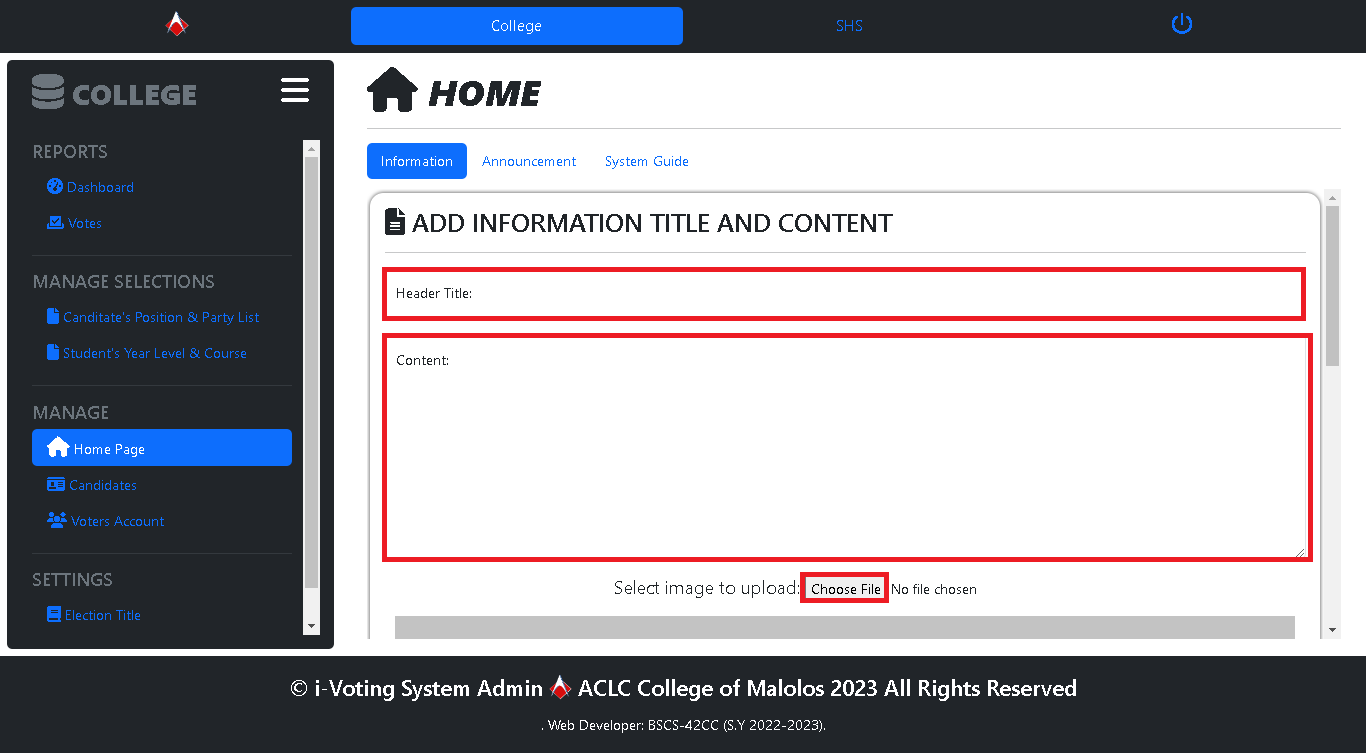 College
SHS
COLLEGE
REPORTS
Dashboard
Votes
MANAGE SELECTIONS
Canditate's Position & Party List
Student's Year Level & Course
MANAGE
Home Page
Candidates
Voters Account
SETTINGS
Election Title
HOME
Information
Announcement
System Guide
ADD INFORMATION TITLE AND CONTENT
Header Title:
Content:
Select image to upload: Choose File No file chosen
© i-Voting System Admin ACLC College of Malolos 2023 All Rights Reserved
. Web Developer: BSCS-42CC (S.Y 2022-2023).